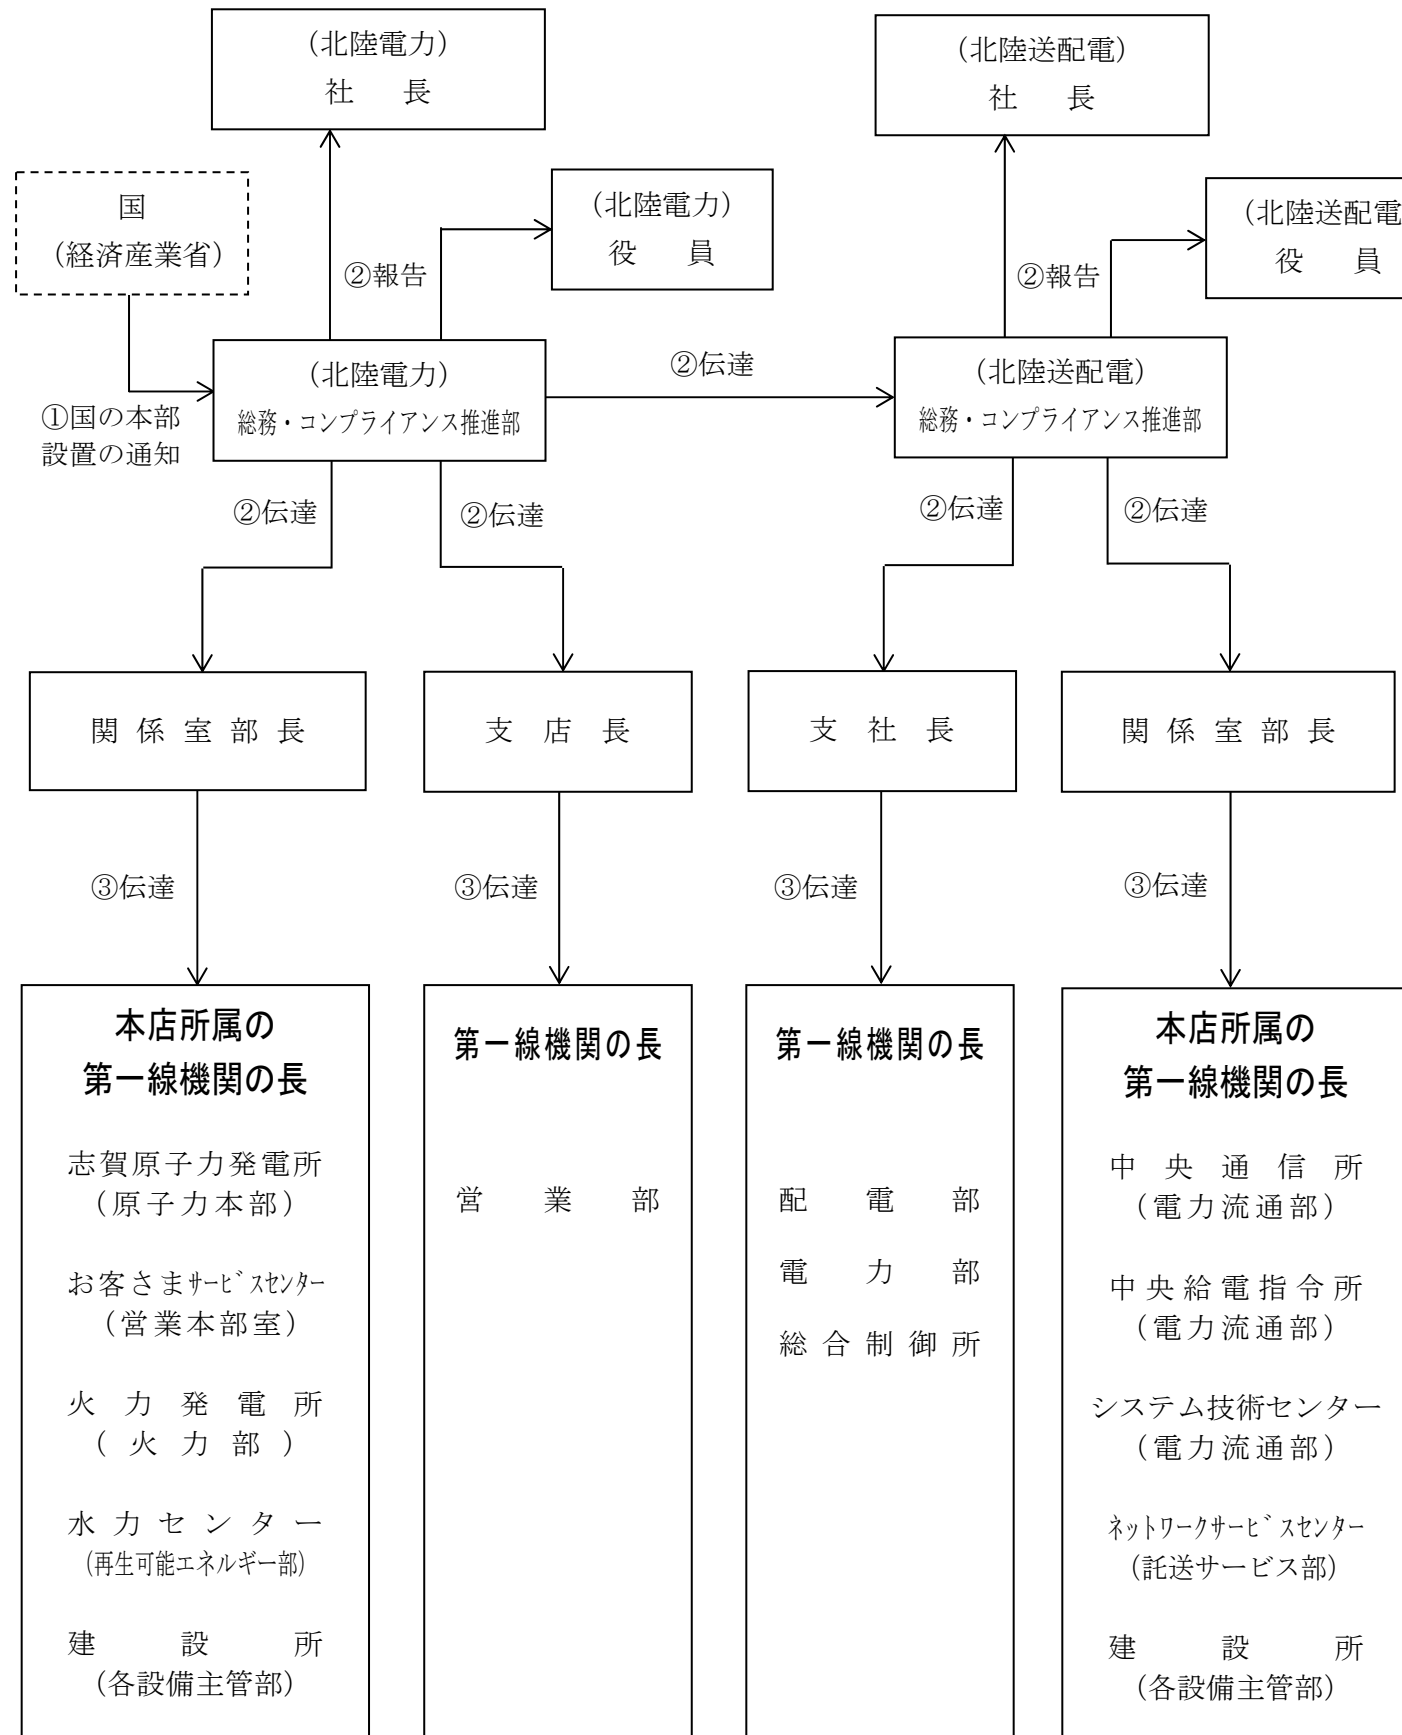 (北陸電力)
社　長
(北陸送配電)
社　長
国
(経済産業省)
(北陸電力)
役　員
(北陸送配電
役　員
②報告
②報告
(北陸電力)
総務・コンプライアンス推進部
②伝達
(北陸送配電)
総務・コンプライアンス推進部
①国の本部
設置の通知
②伝達
②伝達
②伝達
②伝達
関係室部長
支店長
支社長
関係室部長
③伝達
③伝達
③伝達
③伝達
本店所属の
第一線機関の長
志賀原子力発電所
(原子力本部)
お客さまサービスセンター
(営業本部室)
火力発電所
(火力部)
水力センター
(再生可能エネルギー部)
建設所
(各設備主管部)
第一線機関の長
営業部
第一線機関の長
配電部
電力部
総合制御所
本店所属の
第一線機関の長
中央通信所
(電力流通部)
中央給電指令所
(電力流通部)
システム技術センター
(電力流通部)
ネットワークサービスセンター
(託送サービス部)
建設所
(各設備主管部)